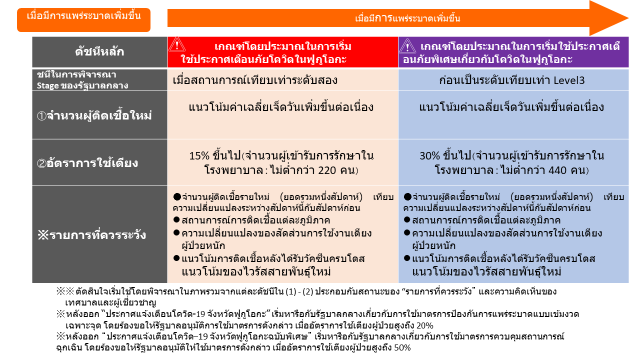 เมื่อมีการแพร่ระบาดเพิ่มขึ้น
เมื่อมีการแพร่ระบาดเพิ่มขึ้น
ดัชนีหลัก
เกณฑ์โดยประมาณในการเริ่ม
ใช้ประกาศเตือนภัยโควิดในฟุกุโอกะ
เกณฑ์โดยประมาณในการเริ่มใช้ประกาศเตื
อนภัยพิเศษเกี่ยวกับโควิดในฟุกุโอกะ
ชนีในการพิจารณา
Stage ของรัฐบาลกลาง
เมื่อสถานการณ์เทียบเท่าระดับสอง
ก่อนเป็นระดับเทียบเท่า Level3
①จำนวนผู้ติดเชื้อใหม่
แนวโน้มค่าเฉลี่ยเจ็ดวันเพิ่มขึ้นต่อเนื่อง
แนวโน้มค่าเฉลี่ยเจ็ดวันเพิ่มขึ้นต่อเนื่อง
②อัตราการใช้เตียง
15% ขึ้นไป(จำนวนผู้เข้ารับการรักษาใน
โรงพยาบาล : ไม่ต่ำกว่า 220 คน)
30% ขึ้นไป(จำนวนผู้เข้ารับการรักษาใน
โรงพยาบาล : ไม่ต่ำกว่า 440 คน)
※รายการที่ควรระวัง
●จำนวนผู้ติดเชื้อรายใหม่ (ยอดรวมหนึ่งสัปดาห์) เทียบ
ความเปลี่ยนแปลงระหว่างสัปดาห์นี้กับสัปดาห์ก่อน
●สถานการณ์การติดเชื้อแต่ละภูมิภาค
●ความเปลี่ยนแปลงของสัดส่วนการใช้งานเตียง
ผู้ป่วยหนัก
●แนวโน้มการติดเชื้อหลังได้รับวัคซีนครบโดส
แนวโน้มของไวรัสสายพันธุ์ใหม่
●จำนวนผู้ติดเชื้อรายใหม่ (ยอดรวมหนึ่งสัปดาห์) เทียบ
ความเปลี่ยนแปลงระหว่างสัปดาห์นี้กับสัปดาห์ก่อน
●สถานการณ์การติดเชื้อแต่ละภูมิภาค
●ความเปลี่ยนแปลงของสัดส่วนการใช้งานเตียง
ผู้ป่วยหนัก
●แนวโน้มการติดเชื้อหลังได้รับวัคซีนครบโดส
แนวโน้มของไวรัสสายพันธุ์ใหม่
※※ตัดสินใจเริ่มใช้โดยพิจารณาในภาพรวมจากแต่ละดัชนีใน (1) - (2) ประกอบกับสถานะของ “รายการที่ควรระวัง” และความคิดเห็นของ
เทศบาลและผู้เชี่ยวชาญ
※หลังออก “ประกาศแจ้งเตือนโควิด-19 จังหวัดฟุกุโอกะ” เริ่มหารือกับรัฐบาลกลางเกี่ยวกับการใช้มาตรการป้องกันการแพร่ระบาดแบบเข้มงวด
เฉพาะจุด โดยร้องขอให้รัฐบาลอนุมัติการใช้มาตรการดังกล่าว เมื่ออัตราการใช้เตียงผู้ป่วยสูงถึง 20%
※หลังออก “ประกาศแจ้งเตือนโควิด-19 จังหวัดฟุกุโอกะฉบับพิเศษ” เริ่มหารือกับรัฐบาลกลางเกี่ยวกับการใช้มาตรการควบคุมสถานการณ์
ฉุกเฉิน โดยร้องขอให้รัฐบาลอนุมัติให้ใช้มาตรการดังกล่าว เมื่ออัตราการใช้เตียงผู้ป่วยสูงถึง 50%